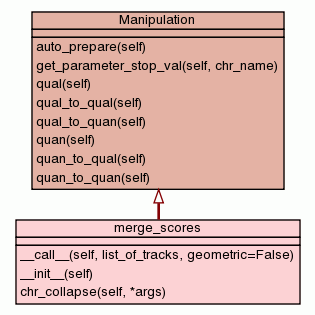 Manipulation
auto_prepare(self)
get_parameter_stop_val(self, chr_name)
qual(self)
qual_to_qual(self)
qual_to_quan(self)
quan(self)
quan_to_qual(self)
quan_to_quan(self)
merge_scores
__call__(self, list_of_tracks, geometric=False)
__init__(self)
chr_collapse(self, *args)